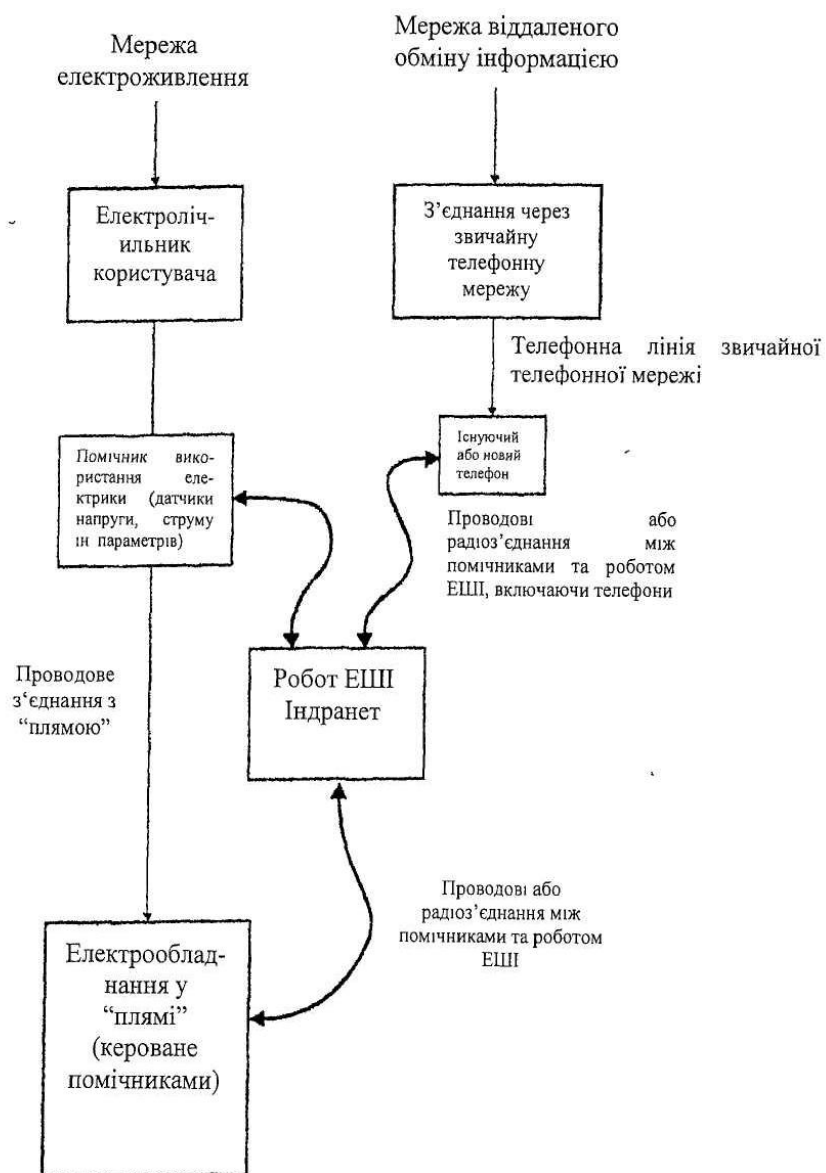 Мережа
електроживлення
Мережа віддаленого
обміну інформацією
Електроліч-
ильник
користувача
З’єднання через
звичайну
телефонну
мережу
Телефонна лінія звичайної
телефонної мережі
Помічник вико-
ристання еле-
ктрики (датчики
напруги, струму
ін параметрів)
Існуючий
або новий
телефон
Проводові або
радіоз’єднання між
помічниками та роботом
ЕШІ, включаючи телефони
Проводове
з‘єднання з
“плямою”
Робот ЕШІ
Індранет
Проводові або
радіоз’єднання між
помічниками та роботом
ЕШІ
Електрооблад-
нання у
“плямі”
(кероване
помічниками)